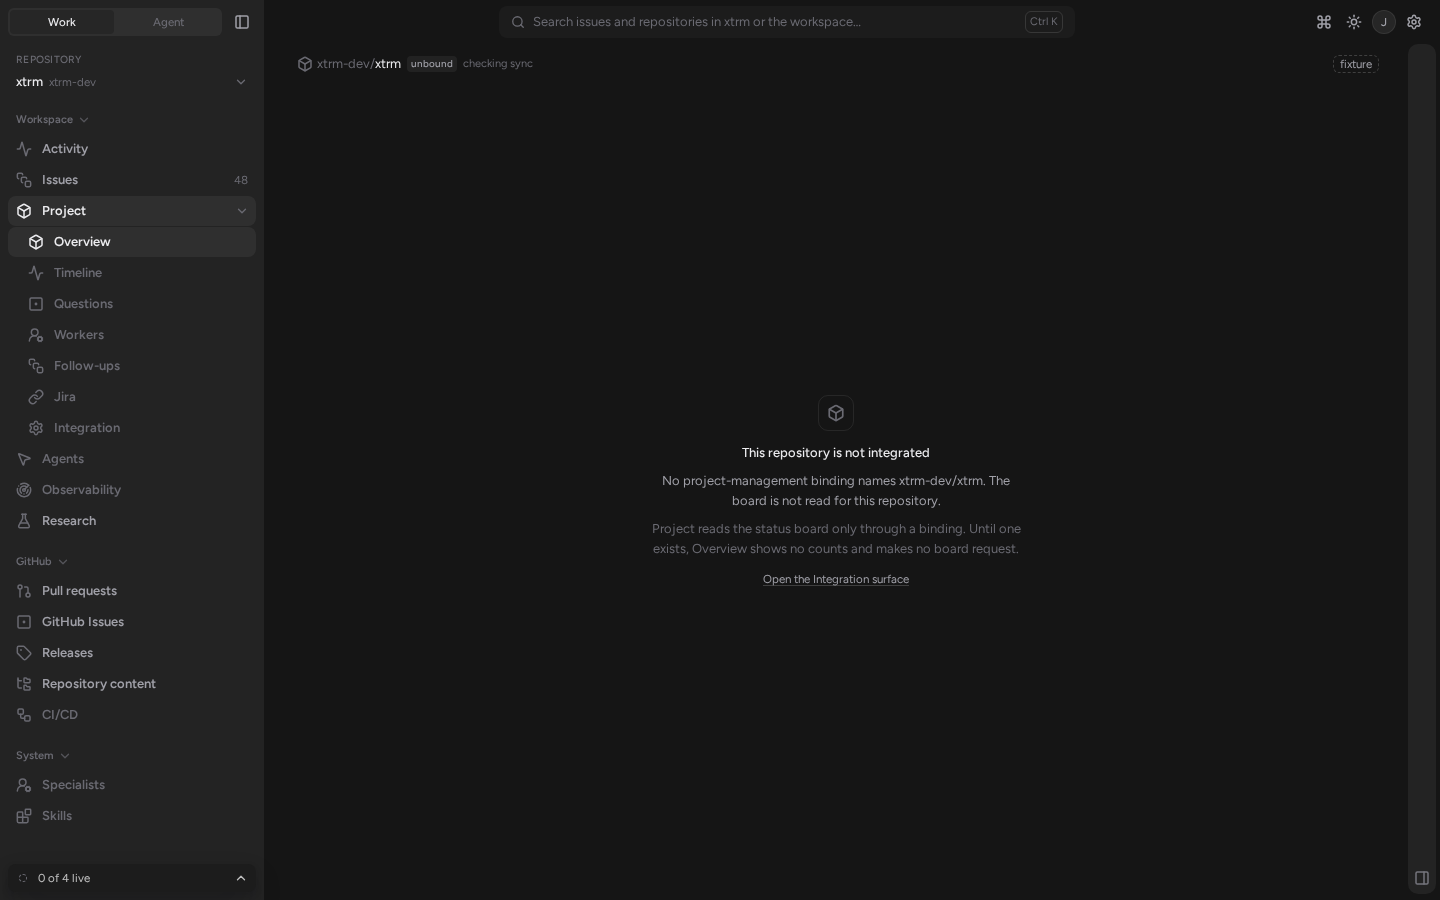 Work
Agent
Search issues and repositories in xtrm or the workspace...
Ctrl K
J
REPOSITORY
xtrm xtrm-dev
xtrm-dev/xtrm unbound checking sync
fixture
Workspace
Activity
Issues 48
Project
Overview
Timeline
Questions
Workers
Follow-ups
Jira
Integration
Agents
Observability
Research
GitHub
Pull requests
GitHub Issues
Releases
Repository content
CI/CD
System
Specialists
Skills
0 of 4 live
This repository is not integrated
No project-management binding names xtrm-dev/xtrm. The
board is not read for this repository.
Project reads the status board only through a binding. Until one
exists, Overview shows no counts and makes no board request.
Open the Integration surface